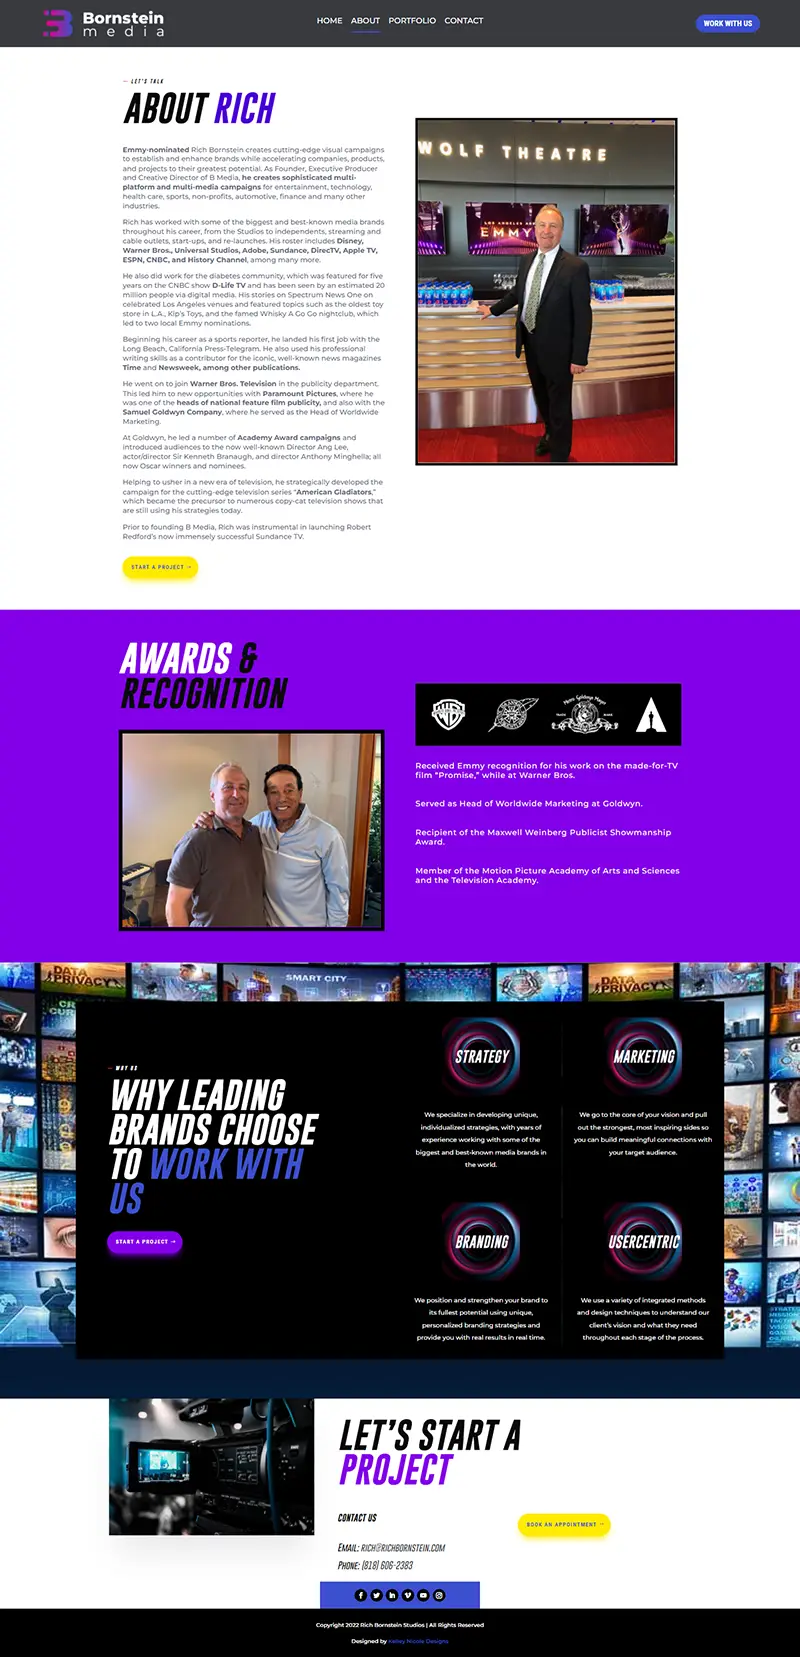 Bornstein
media
HOME ABOUT PORTFOLIO CONTACT
WORK WITH US
— LET'S TALK
ABOUT RICH
Emmy-nominated Rich Bornstein creates cutting-edge visual campaigns
to establish and enhance brands while accelerating companies, products,
and projects to their greatest potential. As Founder, Executive Producer
and Creative Director of B Media, he creates sophisticated multi-
platform and multi-media campaigns for entertainment, technology,
health care, sports, non-profits, automotive, finance and many other
industries.
Rich has worked with some of the biggest and best-known media brands
throughout his career, from the Studios to independents, streaming and
cable outlets, start-ups, and re-launches. His roster includes Disney,
Warner Bros., Universal Studios, Adobe, Sundance, DirecTV, Apple TV,
ESPN, CNBC, and History Channel, among many more.
He also did work for the diabetes community, which was featured for five
years on the CNBC show D-Life TV and has been seen by an estimated 20
million people via digital media. His stories on Spectrum News One on
celebrated Los Angeles venues and featured topics such as the oldest toy
store in L.A., Kip's Toys, and the famed Whisky A Go Go nightclub, which
led to two local Emmy nominations.
Beginning his career as a sports reporter, he landed his first job with the
Long Beach, California Press-Telegram. He also used his professional
writing skills as a contributor for the iconic, well-known news magazines
Time and Newsweek, among other publications.
He went on to join Warner Bros. Television in the publicity department.
This led him to new opportunities with Paramount Pictures, where he
was one of the heads of national feature film publicity, and also with the
Samuel Goldwyn Company, where he served as the Head of Worldwide
Marketing.
At Goldwyn, he led a number of Academy Award campaigns and
introduced audiences to the now well-known Director Ang Lee,
actor/director Sir Kenneth Branaugh, and director Anthony Minghella; all
now Oscar winners and nominees.
Helping to usher in a new era of television, he strategically developed the
campaign for the cutting-edge television series "American Gladiators,"
which became the precursor to numerous copy-cat television shows that
are still using his strategies today.
Prior to founding B Media, Rich was instrumental in launching Robert
Redford's now immensely successful Sundance TV.
START A PROJECT →
WOLF THEATRE
LOS ANGELES
EMMY
AWARDS &
RECOGNITION
Received Emmy recognition for his work on the made-for-TV
film "Promise," while at Warner Bros.
Served as Head of Worldwide Marketing at Goldwyn.
Recipient of the Maxwell Weinberg Publicist Showmanship
Award.
Member of the Motion Picture Academy of Arts and Sciences
and the Television Academy.
DATA
PRIVACY
SMART CITY
DATA
PRIVACY
— WHY US
WHY LEADING
BRANDS CHOOSE
TO WORK WITH
US
START A PROJECT →
STRATEGY
We specialize in developing unique,
individualized strategies, with years of
experience working with some of the
biggest and best-known media brands in
the world.
MARKETING
We go to the core of your vision and pull
out the strongest, most inspiring sides so
you can build meaningful connections with
your target audience.
BRANDING
We position and strengthen your brand to
its fullest potential using unique,
personalized branding strategies and
provide you with real results in real time.
USERCENTRIC
We use a variety of integrated methods
and design techniques to understand our
client's vision and what they need
throughout each stage of the process.
LET'S START A
PROJECT
CONTACT US
EMAIL: RICH@RICHBORNSTEIN.COM
PHONE: (818) 606-2383
BOOK AN APPOINTMENT →
Copyright 2022 Rich Bornstein Studios | All Rights Reserved
Designed by Kelley Nicole Designs